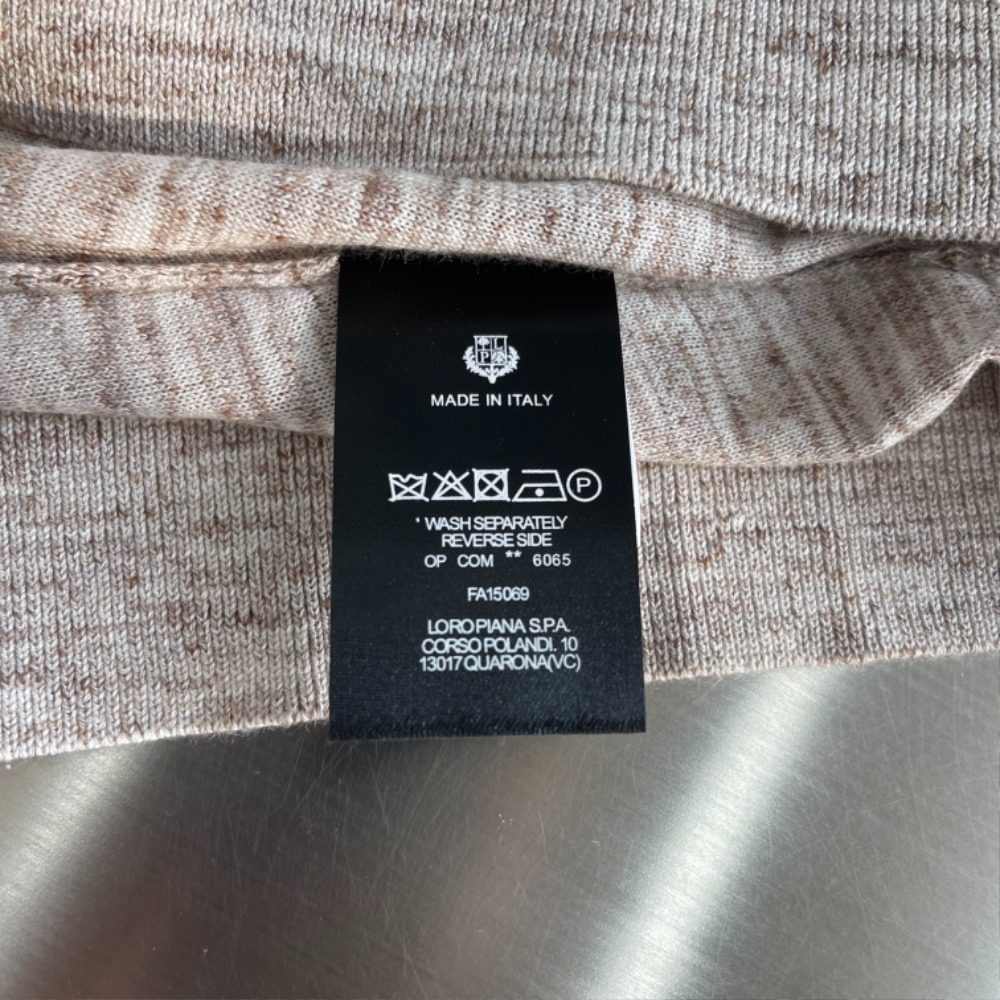 L
P
MADE IN ITALY
P
* WASH SEPARATELY
REVERSE SIDE
OP COM ** 6065
FA15069
LORO PIANA S.P.A.
CORSO POLANDI. 10
13017 QUARONA(VC)